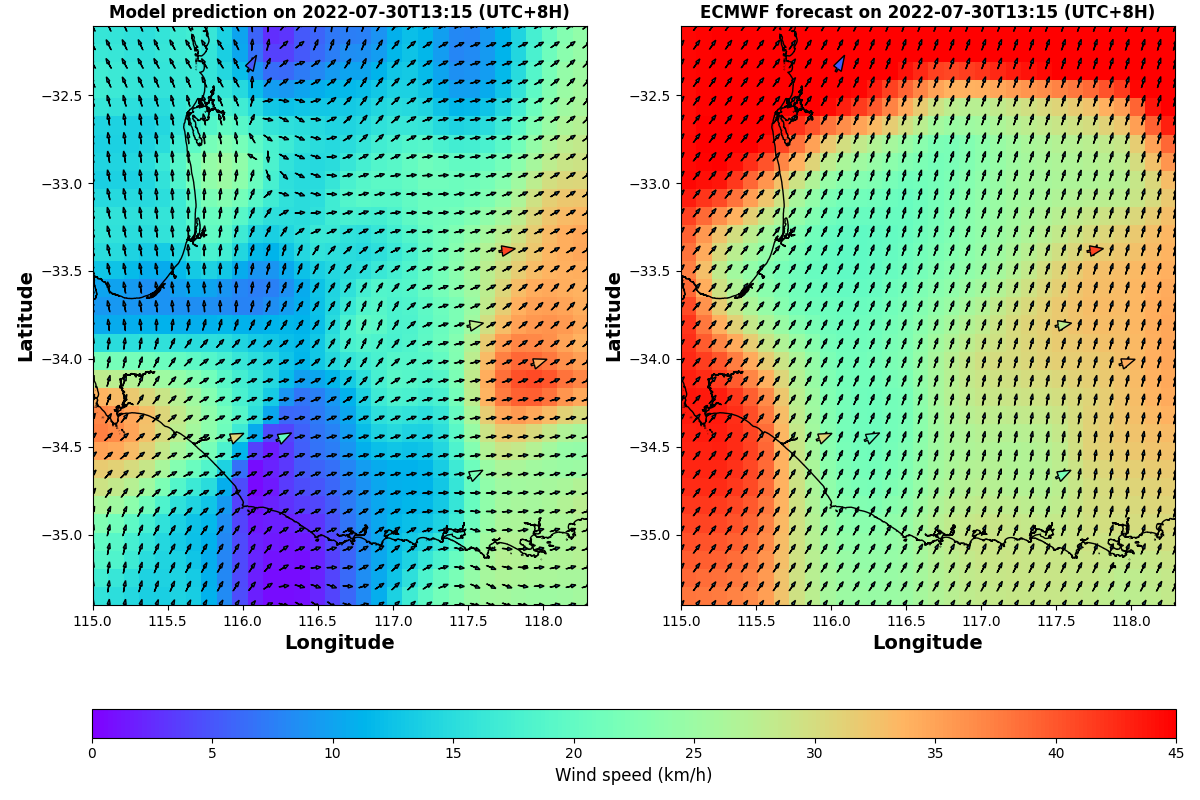 Model prediction on 2022-07-30T13:15 (UTC+8H)
ECMWF forecast on 2022-07-30T13:15 (UTC+8H)
Latitude
−32.5
−33.0
−33.5
−34.0
−34.5
−35.0
115.0 115.5 116.0 116.5 117.0 117.5 118.0
Longitude
Latitude
−32.5
−33.0
−33.5
−34.0
−34.5
−35.0
115.0 115.5 116.0 116.5 117.0 117.5 118.0
Longitude
0 5 10 15 20 25 30 35 40 45
Wind speed (km/h)